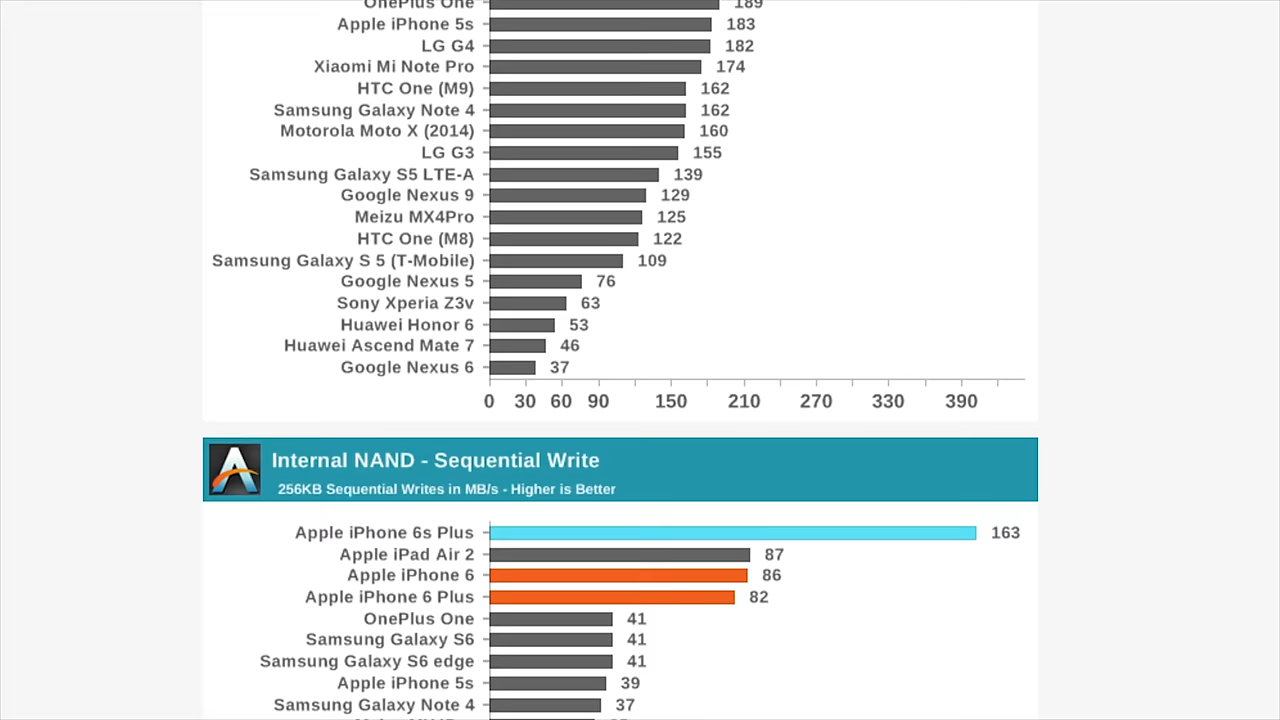 OnePlus One 189
Apple iPhone 5s 183
LG G4 182
Xiaomi Mi Note Pro 174
HTC One (M9) 162
Samsung Galaxy Note 4 162
Motorola Moto X (2014) 160
LG G3 155
Samsung Galaxy S5 LTE-A 139
Google Nexus 9 129
Meizu MX4Pro 125
HTC One (M8) 122
Samsung Galaxy S 5 (T-Mobile) 109
Google Nexus 5 76
Sony Xperia Z3v 63
Huawei Honor 6 53
Huawei Ascend Mate 7 46
Google Nexus 6 37
0 30 60 90 150 210 270 330 390
Internal NAND - Sequential Write
256KB Sequential Writes in MB/s - Higher is Better
Apple iPhone 6s Plus 163
Apple iPad Air 2 87
Apple iPhone 6 86
Apple iPhone 6 Plus 82
OnePlus One 41
Samsung Galaxy S6 41
Samsung Galaxy S6 edge 41
Apple iPhone 5s 39
Samsung Galaxy Note 4 37